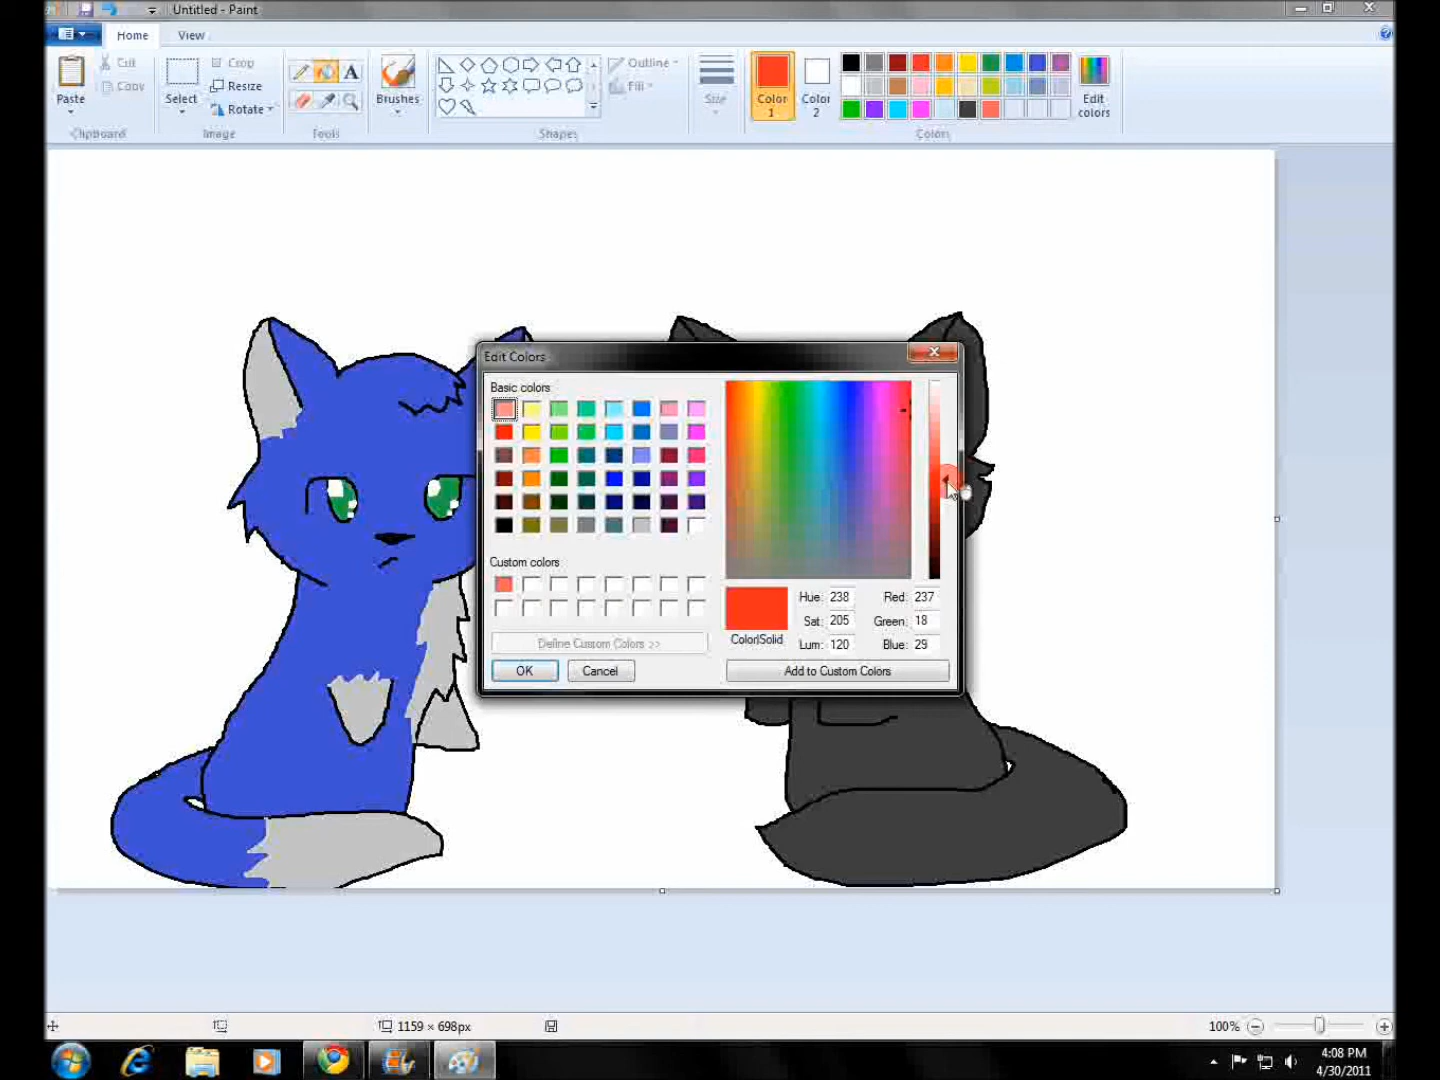 Untitled - Paint
Home
View
Paste
Cut
Copy
Clipboard
Select
Crop
Resize
Rotate
Image
A
Tools
Brushes
Outline
Fill
Shapes
Size
Color 1
Color 2
Edit colors
Colors
Edit Colors
Basic colors
Custom colors
Define Custom Colors >>
OK
Cancel
Color|Solid
Hue: 238
Sat: 205
Lum: 120
Red: 237
Green: 18
Blue: 29
Add to Custom Colors
1159 × 698px
100%
4:08 PM
4/30/2011